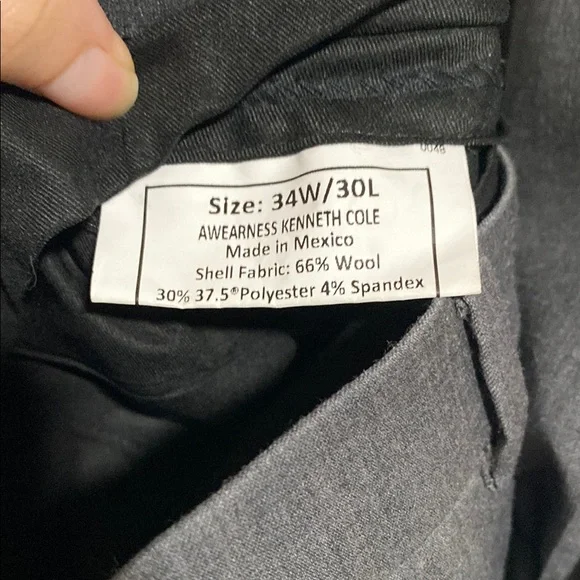 0048
Size: 34W/30L
AWEARNESS KENNETH COLE
Made in Mexico
Shell Fabric: 66% Wool
30% 37.5®Polyester 4% Spandex